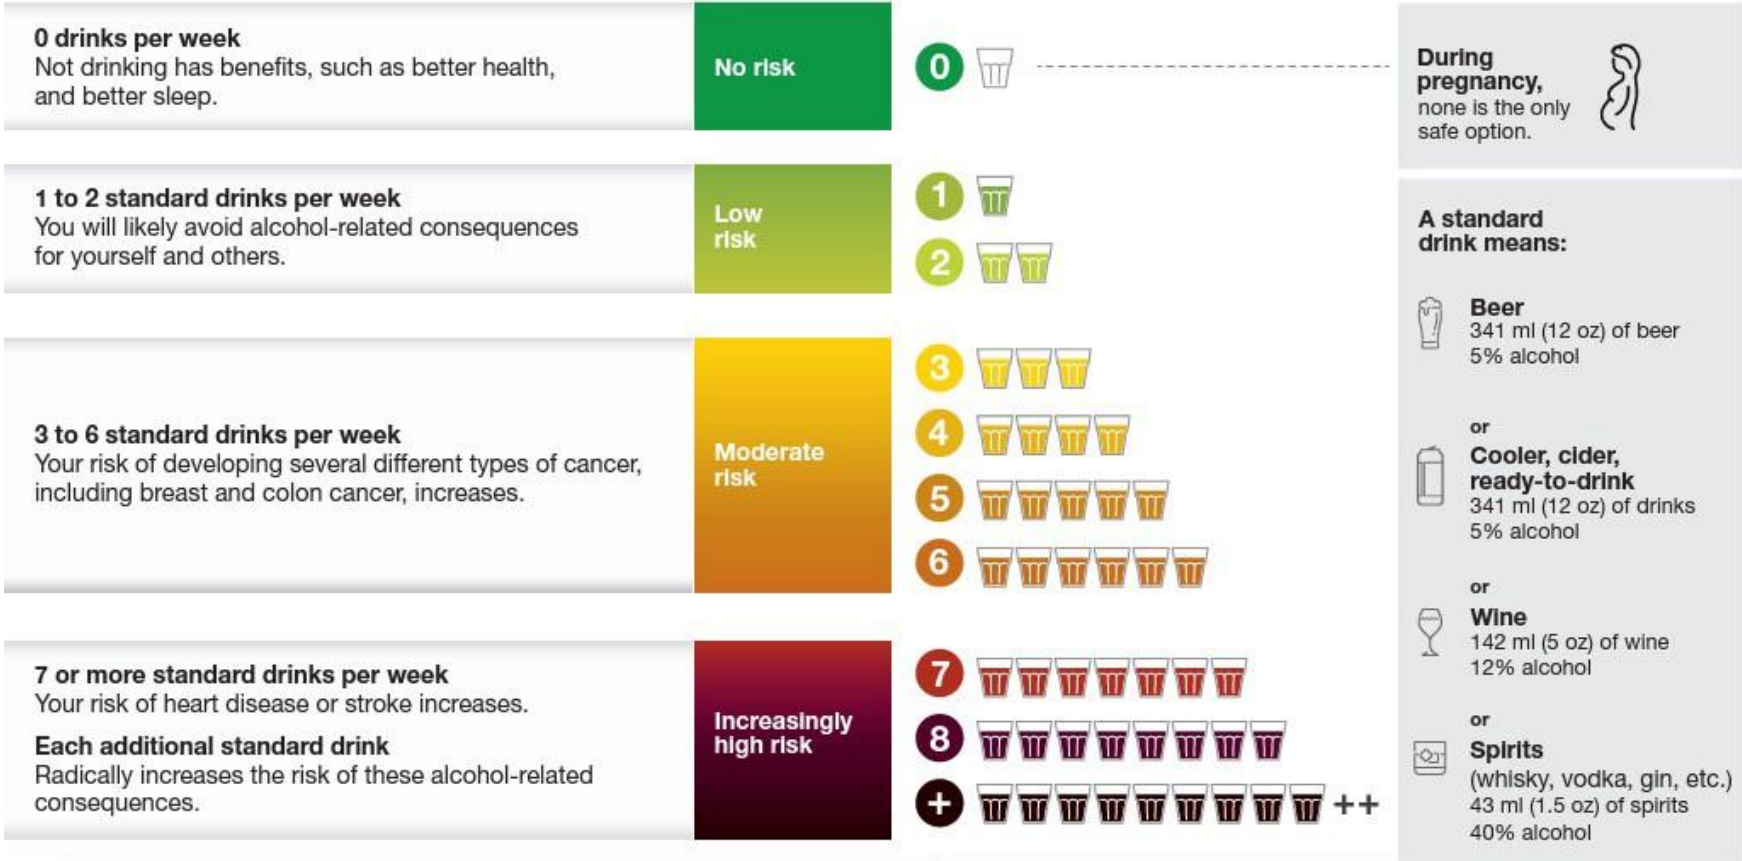 0 drinks per week
Not drinking has benefits, such as better health,
and better sleep.
No risk
0
During
pregnancy,
none is the only
safe option.
1 to 2 standard drinks per week
You will likely avoid alcohol-related consequences
for yourself and others.
Low
risk
1
2
3 to 6 standard drinks per week
Your risk of developing several different types of cancer,
including breast and colon cancer, increases.
Moderate
risk
3
4
5
6
7 or more standard drinks per week
Your risk of heart disease or stroke increases.
Each additional standard drink
Radically increases the risk of these alcohol-related
consequences.
Increasingly
high risk
7
8
+
++
A standard
drink means:
Beer
341 ml (12 oz) of beer
5% alcohol
or
Cooler, cider,
ready-to-drink
341 ml (12 oz) of drinks
5% alcohol
or
Wine
142 ml (5 oz) of wine
12% alcohol
or
Spirits
(whisky, vodka, gin, etc.)
43 ml (1.5 oz) of spirits
40% alcohol